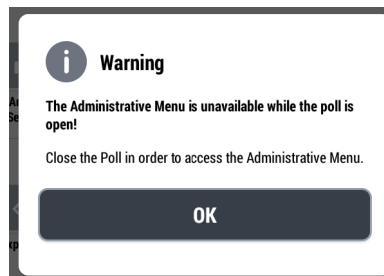 Warning
The Administrative Menu is unavailable while the poll is
open!
Close the Poll in order to access the Administrative Menu.
OK